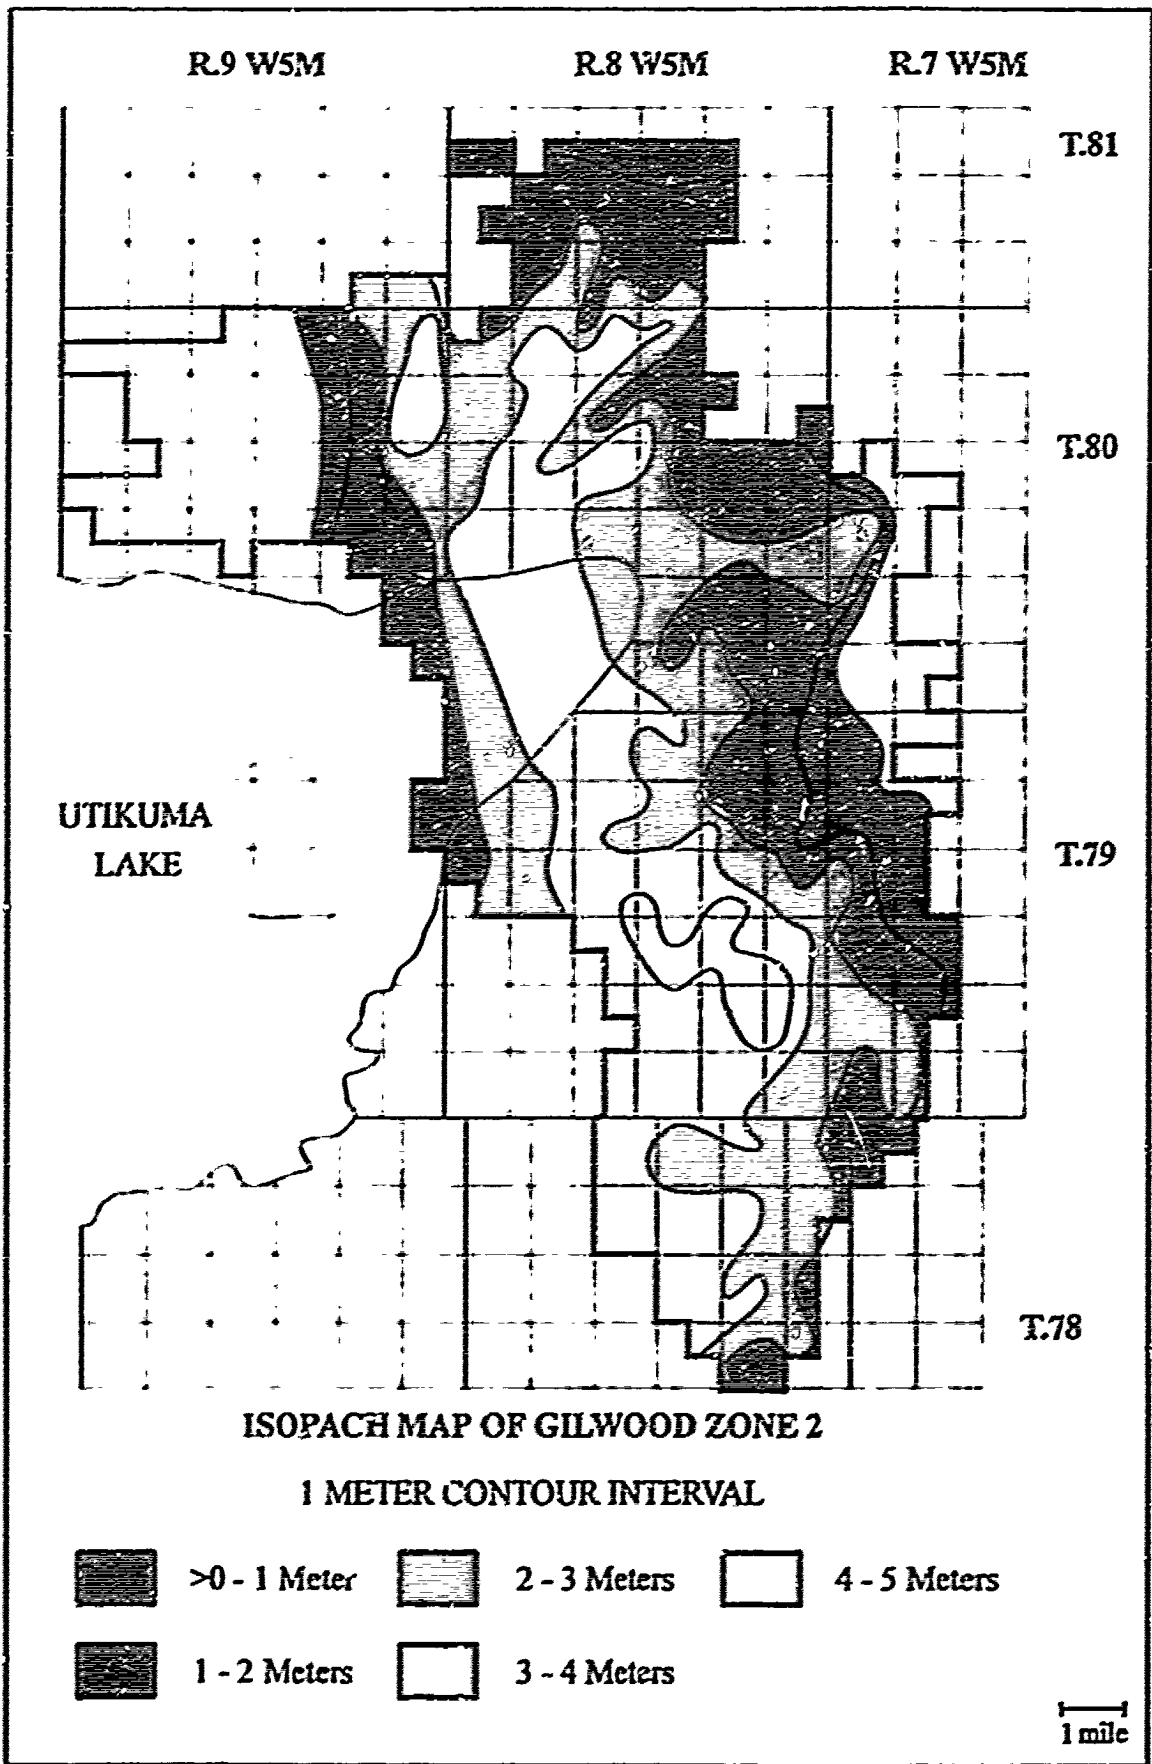 R.9 W5M R.8 W5M R.7 W5M
T.81
T.80
UTIKUMA
LAKE
T.79
T.78
ISOPACH MAP OF GILWOOD ZONE 2
1 METER CONTOUR INTERVAL
>0 - 1 Meter 2 - 3 Meters 4 - 5 Meters
1 - 2 Meters 3 - 4 Meters
1 mile